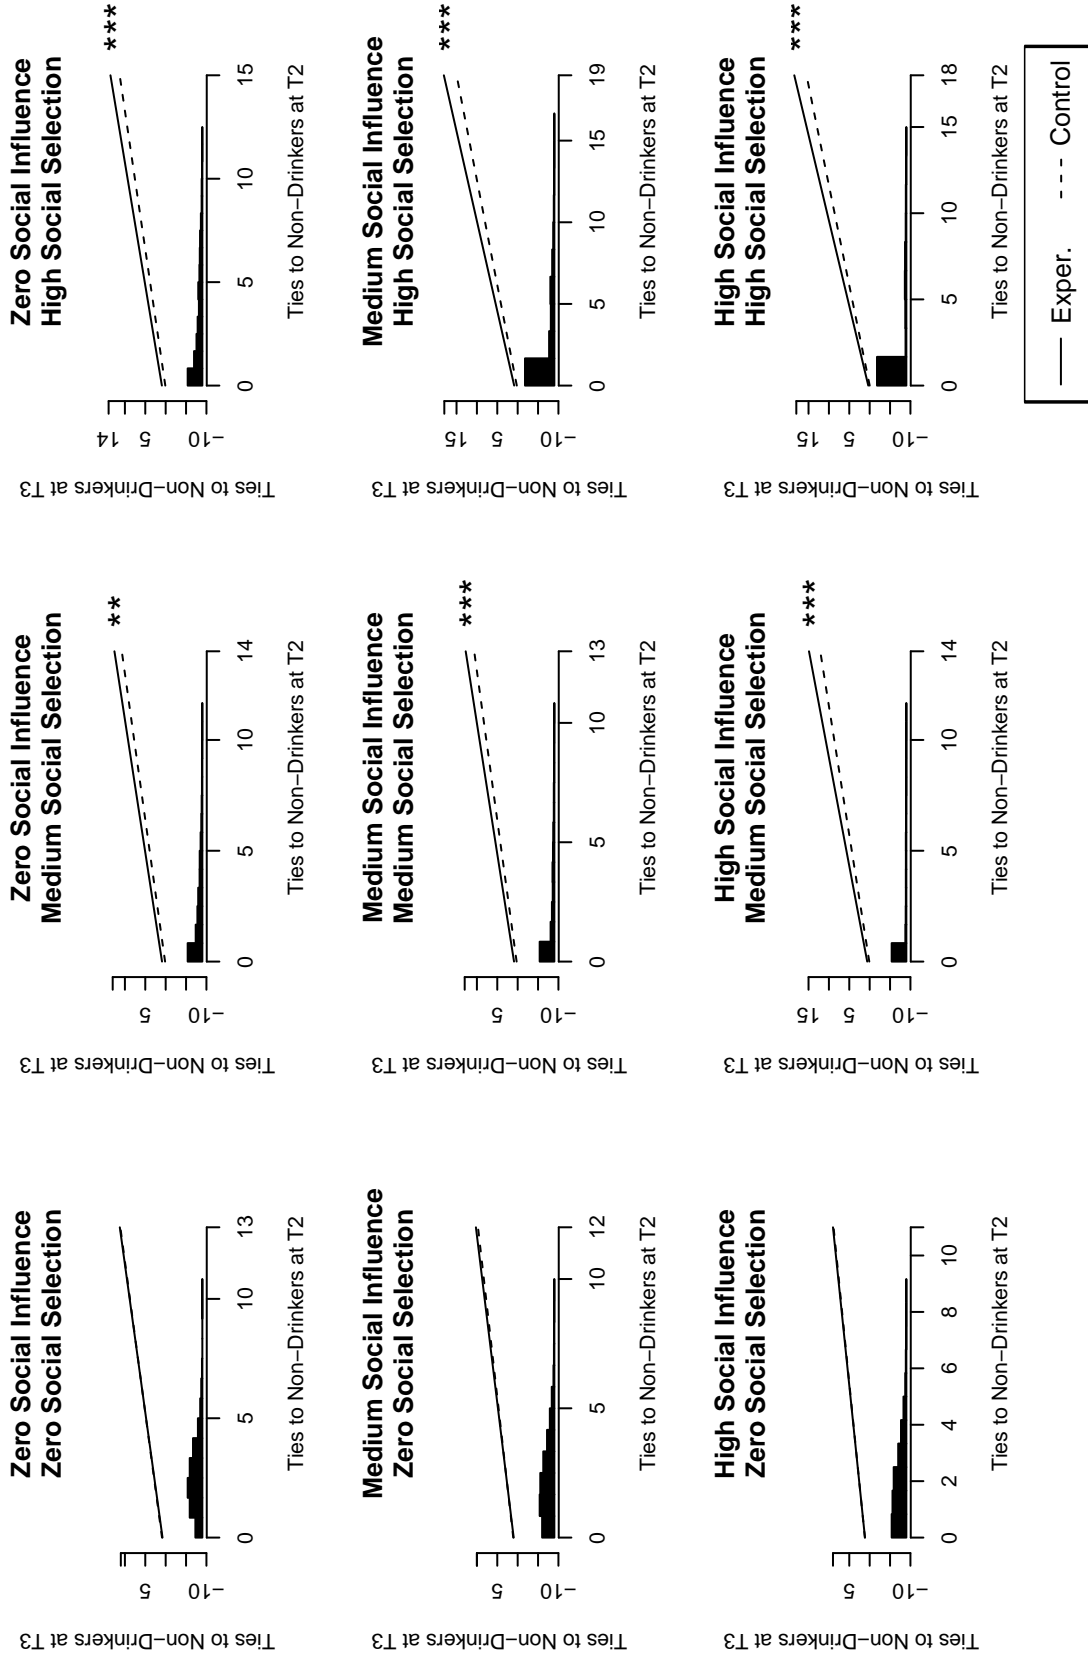 Zero Social Influence
Zero Social Selection
Ties to Non−Drinkers at T3
5
−10
0 5 10 13
Ties to Non−Drinkers at T2
Zero Social Influence
Medium Social Selection
**
Ties to Non−Drinkers at T3
5
−10
0 5 10 14
Ties to Non−Drinkers at T2
Zero Social Influence
High Social Selection
***
Ties to Non−Drinkers at T3
14
5
−10
0 5 10 15
Ties to Non−Drinkers at T2
Medium Social Influence
Zero Social Selection
Ties to Non−Drinkers at T3
5
−10
0 5 10 12
Ties to Non−Drinkers at T2
Medium Social Influence
Medium Social Selection
***
Ties to Non−Drinkers at T3
5
−10
0 5 10 13
Ties to Non−Drinkers at T2
Medium Social Influence
High Social Selection
***
Ties to Non−Drinkers at T3
15
5
−10
0 5 10 15 19
Ties to Non−Drinkers at T2
High Social Influence
Zero Social Selection
Ties to Non−Drinkers at T3
5
−10
0 2 4 6 8 10
Ties to Non−Drinkers at T2
High Social Influence
Medium Social Selection
***
Ties to Non−Drinkers at T3
15
5
−10
0 5 10 14
Ties to Non−Drinkers at T2
High Social Influence
High Social Selection
***
Ties to Non−Drinkers at T3
15
5
−10
0 5 10 15 18
Ties to Non−Drinkers at T2
Exper. Control